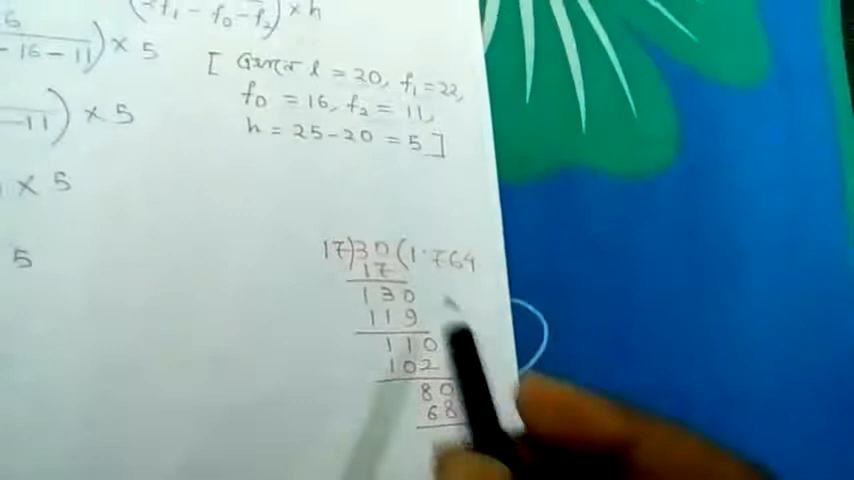 2f₁ - f₀ - f₂) × h
6
- 16 - 11) × 5
[ l = 20, f₁ = 22,
f₀ = 16, f₂ = 11,
h = 25 - 20 = 5 ]
- 11) × 5
× 5
5
17)30(1.764
17
130
119
110
102
80
68